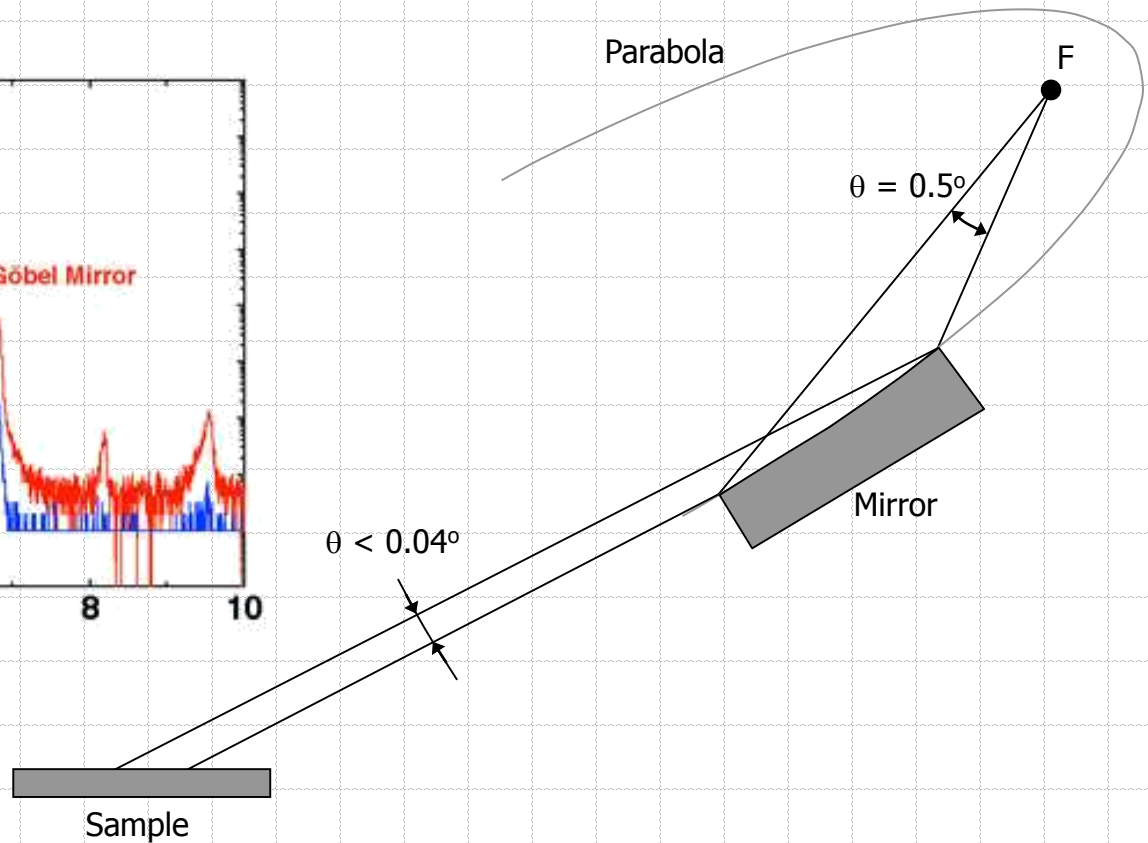 Parabola
F
θ = 0.5º
Göbel Mirror
Mirror
θ < 0.04º
8
10
Sample